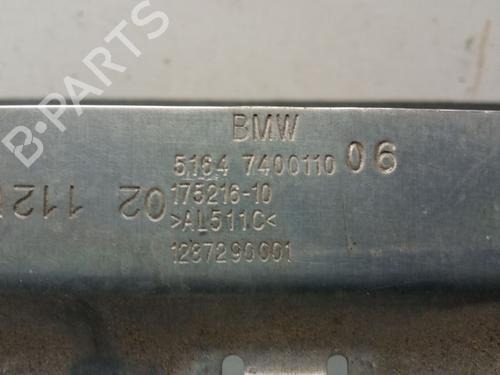 BMW
5164 7400110 06
175216-10
>AL511C<
1287290001
02 112
B-PARTS